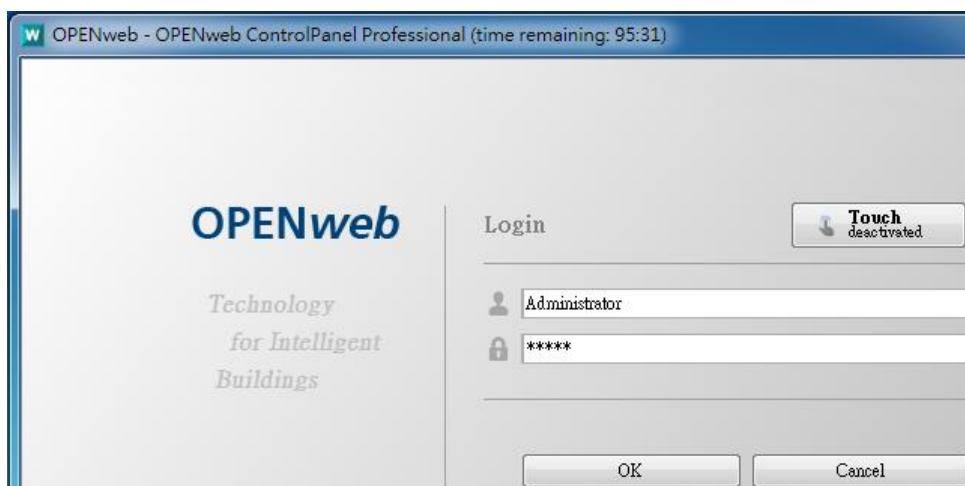 OPENweb - OPENweb ControlPanel Professional (time remaining: 95:31)
OPENweb
Technology
for Intelligent
Buildings
Login
Touch
deactivated
Administrator
*****
OK
Cancel